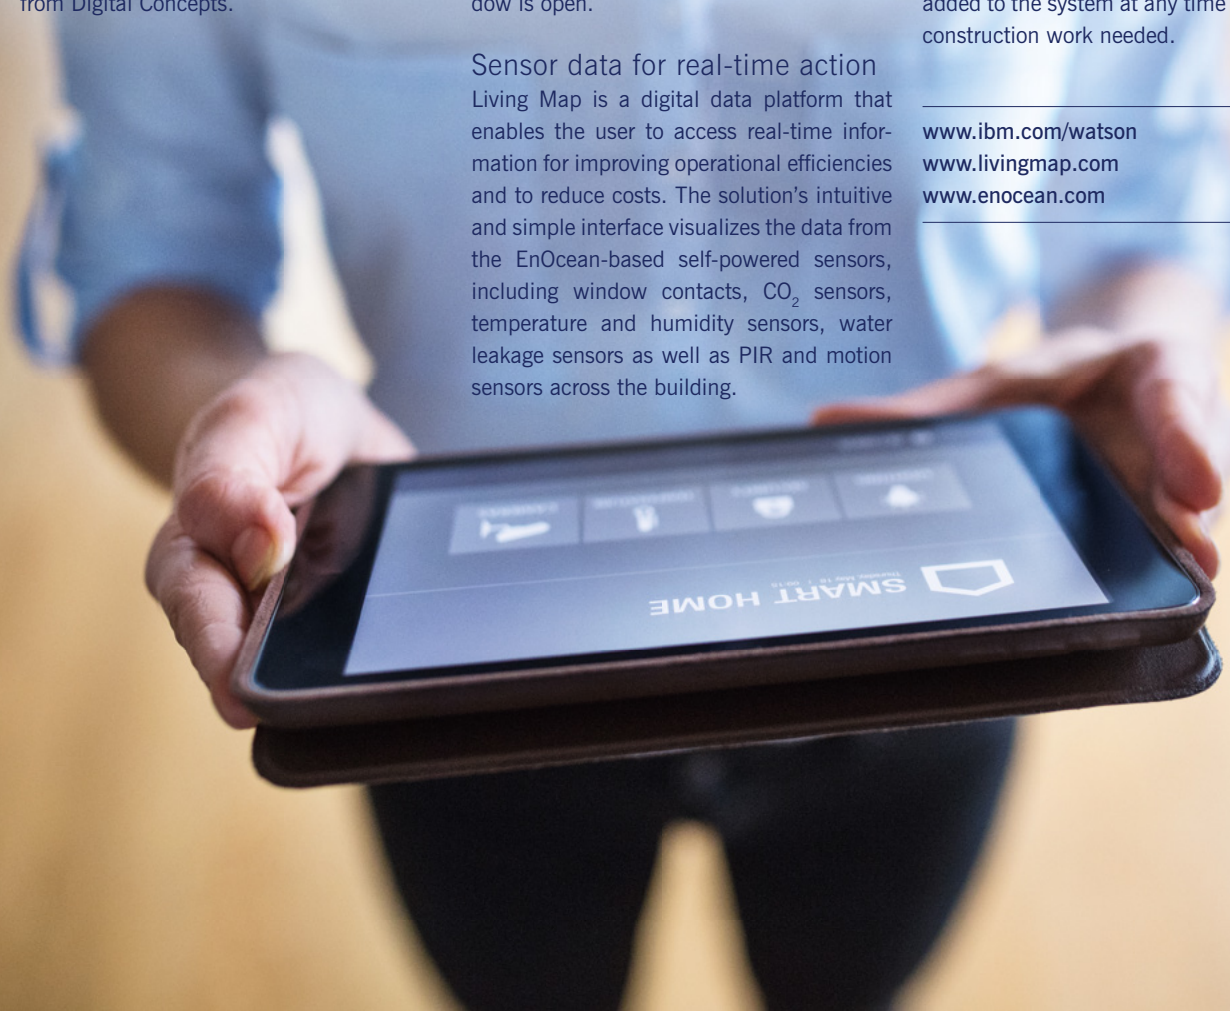 from Digital Concepts.
dow is open.
Sensor data for real-time action
Living Map is a digital data platform that
enables the user to access real-time infor-
mation for improving operational efficiencies
and to reduce costs. The solution's intuitive
and simple interface visualizes the data from
the EnOcean-based self-powered sensors,
including window contacts, CO₂ sensors,
temperature and humidity sensors, water
leakage sensors as well as PIR and motion
sensors across the building.
added to the system at any time
construction work needed.
www.ibm.com/watson
www.livingmap.com
www.enocean.com
SMART HOME